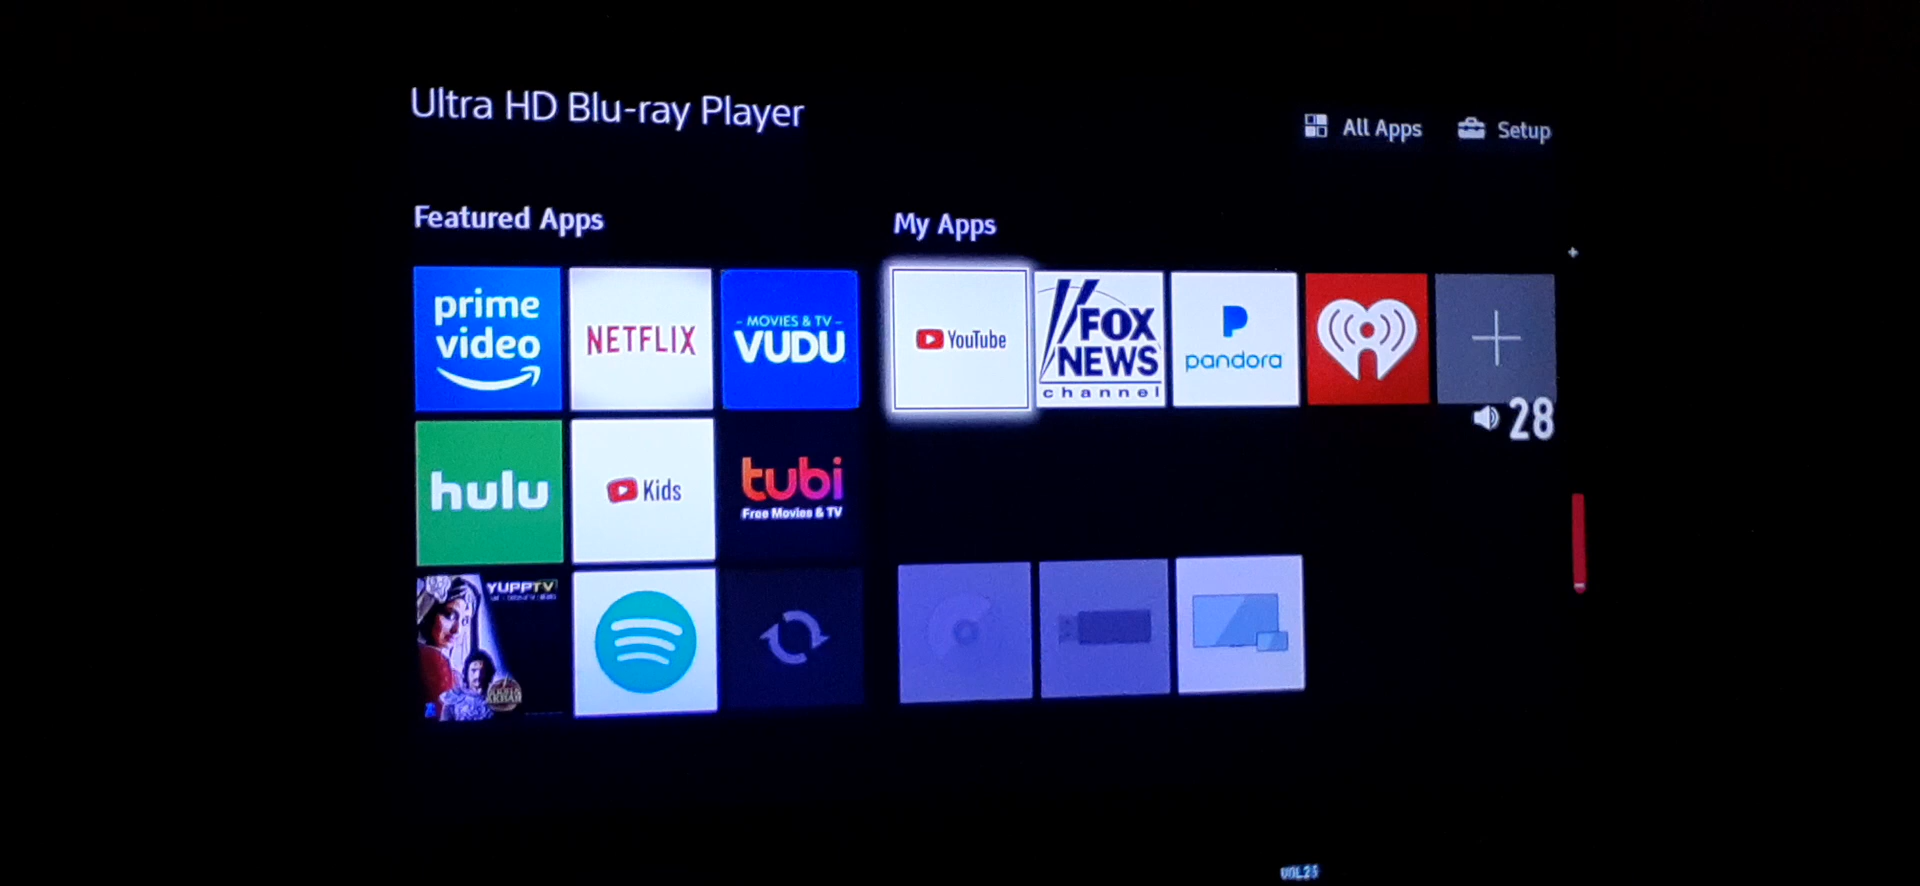 Ultra HD Blu-ray Player
All Apps
Setup
Featured Apps
My Apps
prime
video
NETFLIX
- MOVIES & TV -
VUDU
YouTube
FOX
NEWS
channel
P
pandora
28
hulu
Kids
tubi
Free Movies & TV
YUPPTV